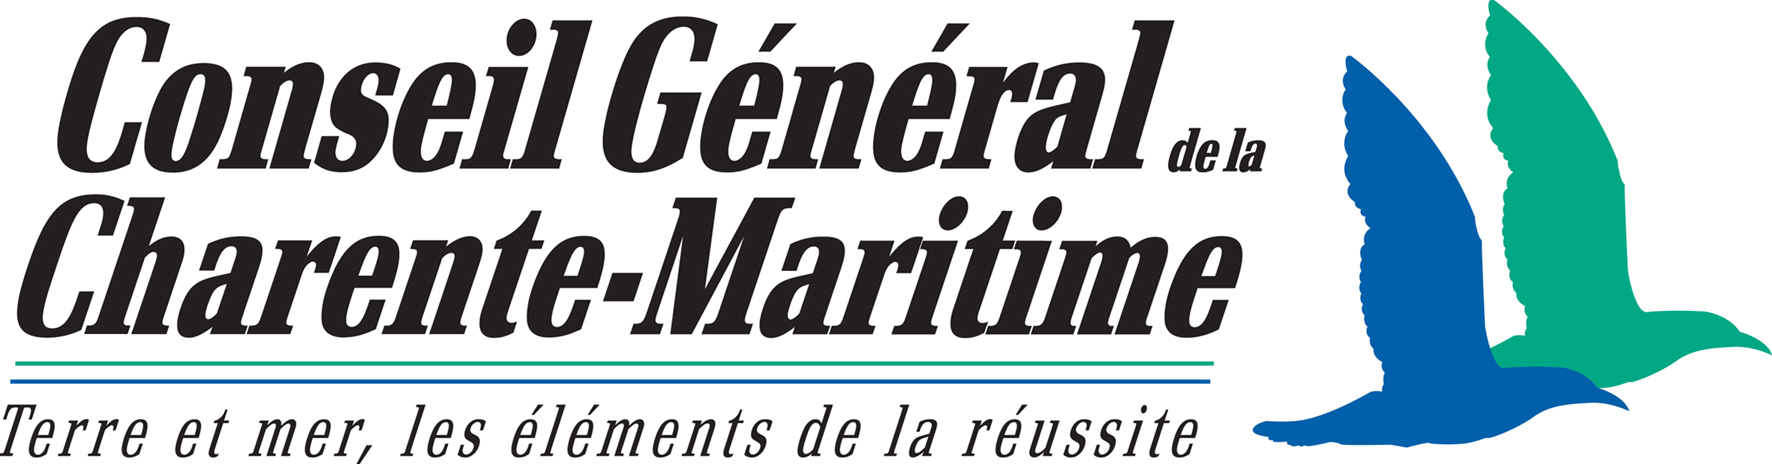 Conseil Général de la
Charente-Maritime
Terre et mer, les éléments de la réussite